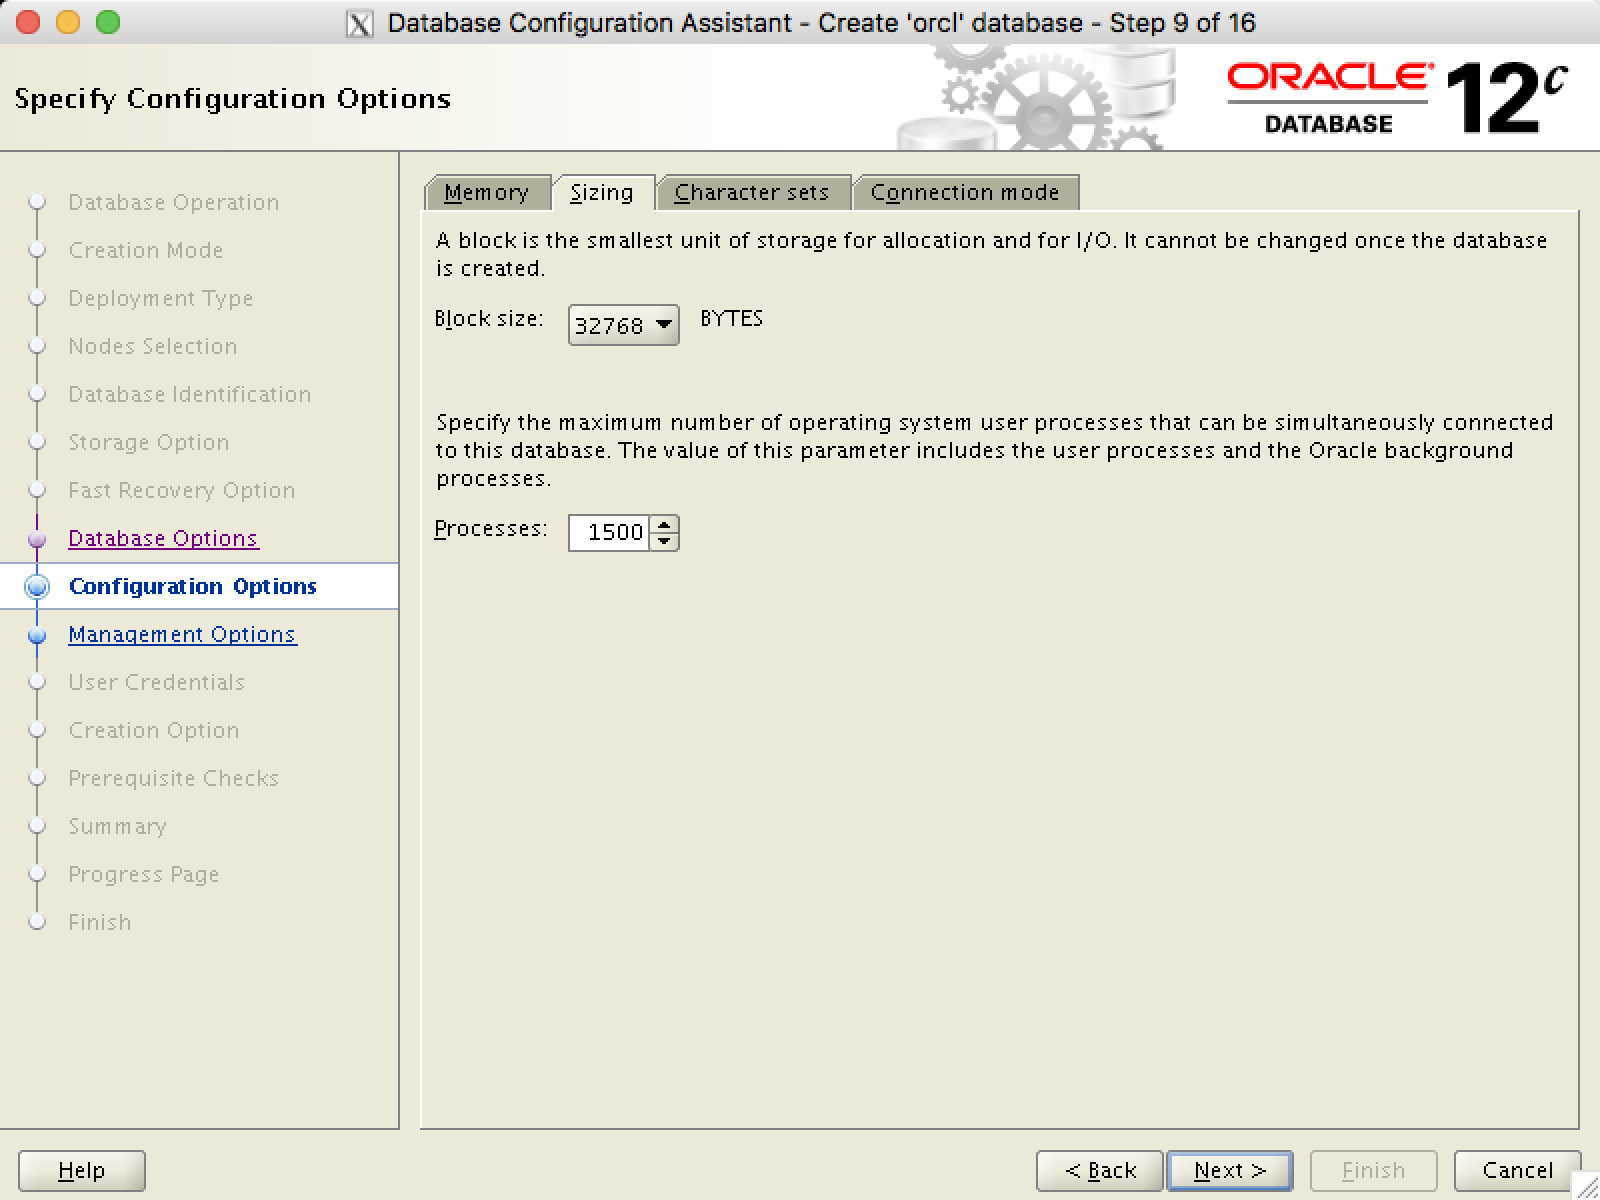 Database Configuration Assistant - Create 'orcl' database - Step 9 of 16
Specify Configuration Options
ORACLE
DATABASE
12c
Database Operation
Creation Mode
Deployment Type
Nodes Selection
Database Identification
Storage Option
Fast Recovery Option
Database Options
Configuration Options
Management Options
User Credentials
Creation Option
Prerequisite Checks
Summary
Progress Page
Finish
Memory Sizing Character sets Connection mode
A block is the smallest unit of storage for allocation and for I/O. It cannot be changed once the database
is created.
Block size: 32768 BYTES
Specify the maximum number of operating system user processes that can be simultaneously connected
to this database. The value of this parameter includes the user processes and the Oracle background
processes.
Processes: 1500
Help < Back Next > Finish Cancel